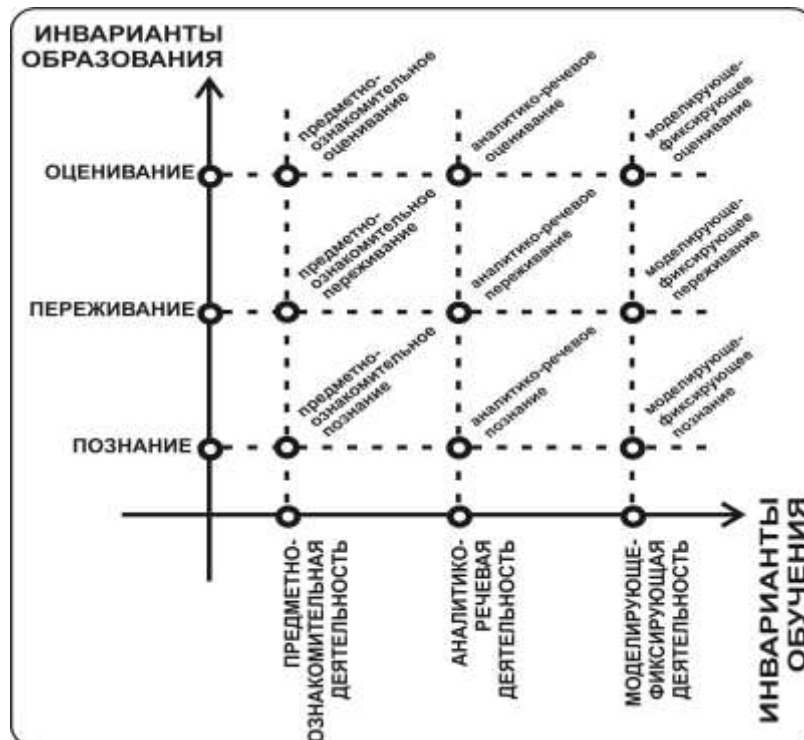 ИНВАРИАНТЫ
ОБРАЗОВАНИЯ
предметно-
ознакомительное
оценивание
аналитико-речевое
оценивание
моделирующе-
фиксирующее
оценивание
ОЦЕНИВАНИЕ
предметно-
ознакомительное
переживание
аналитико-речевое
переживание
моделирующе-
фиксирующее
переживание
ПЕРЕЖИВАНИЕ
предметно-
ознакомительное
познание
аналитико-речевое
познание
моделирующе-
фиксирующее
познание
ПОЗНАНИЕ
ПРЕДМЕТНО-
ОЗНАКОМИТЕЛЬНАЯ
ДЕЯТЕЛЬНОСТЬ
АНАЛИТИКО-
РЕЧЕВАЯ
ДЕЯТЕЛЬНОСТЬ
МОДЕЛИРУЮЩЕ-
ФИКСИРУЮЩАЯ
ДЕЯТЕЛЬНОСТЬ
ИНВАРИАНТЫ
ОБУЧЕНИЯ